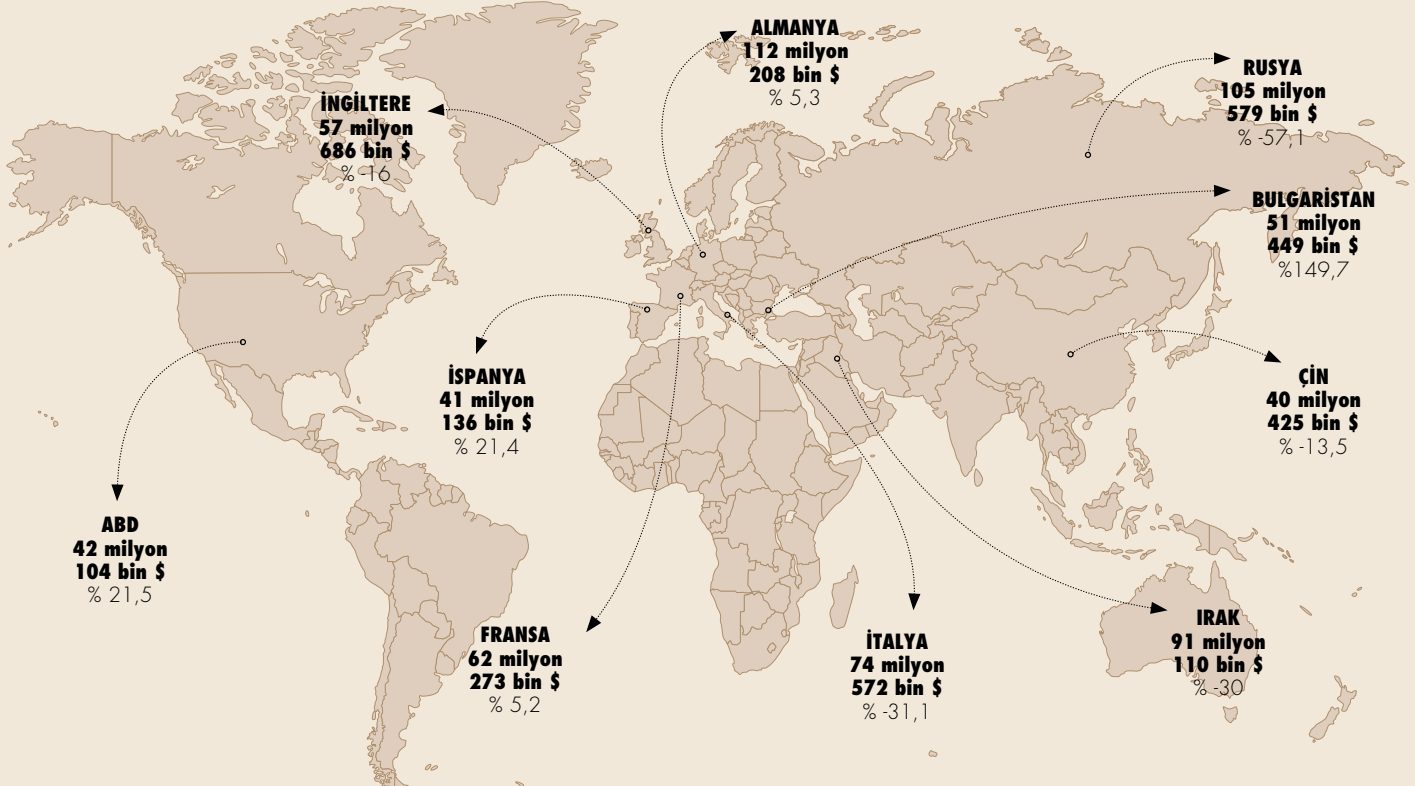 ALMANYA
112 milyon
208 bin $
% 5,3
RUSYA
105 milyon
579 bin $
% -57,1
İNGİLTERE
57 milyon
686 bin $
% -16
BULGARİSTAN
51 milyon
449 bin $
%149,7
İSPANYA
41 milyon
136 bin $
% 21,4
ÇİN
40 milyon
425 bin $
% -13,5
ABD
42 milyon
104 bin $
% 21,5
FRANSA
62 milyon
273 bin $
% 5,2
İTALYA
74 milyon
572 bin $
% -31,1
IRAK
91 milyon
110 bin $
% -30